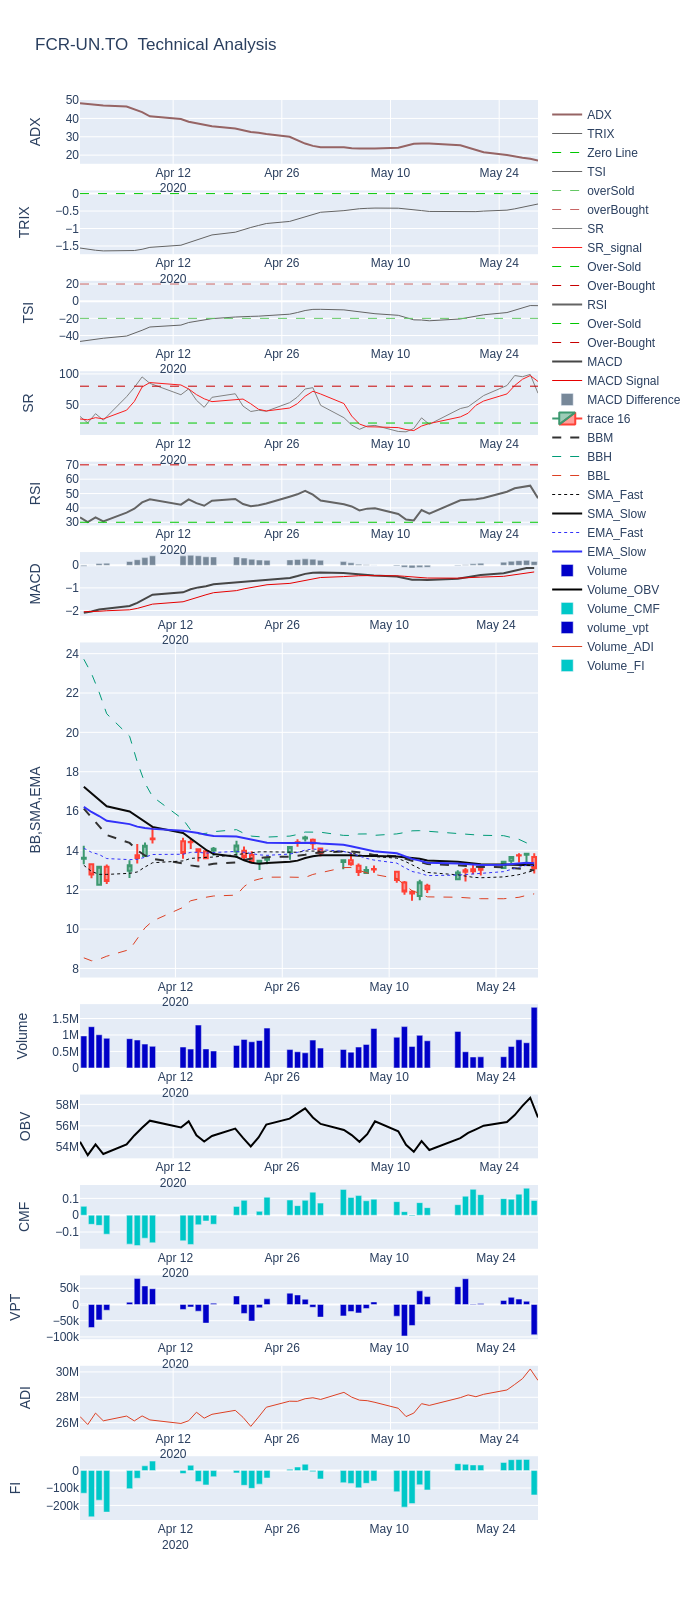 FCR-UN.TO  Technical Analysis
ADX
50
40
30
20
Apr 12
2020
Apr 26
May 10
May 24
TRIX
0
−0.5
−1
−1.5
Apr 12
2020
Apr 26
May 10
May 24
TSI
20
0
−20
−40
Apr 12
2020
Apr 26
May 10
May 24
SR
100
50
Apr 12
2020
Apr 26
May 10
May 24
RSI
70
60
50
40
30
Apr 12
2020
Apr 26
May 10
May 24
MACD
0
−1
−2
Apr 12
2020
Apr 26
May 10
May 24
BB,SMA,EMA
24
22
20
18
16
14
12
10
8
Apr 12
2020
Apr 26
May 10
May 24
Volume
1.5M
1M
0.5M
0
Apr 12
2020
Apr 26
May 10
May 24
OBV
58M
56M
54M
Apr 12
2020
Apr 26
May 10
May 24
CMF
0.1
0
−0.1
Apr 12
2020
Apr 26
May 10
May 24
VPT
50k
0
−50k
−100k
Apr 12
2020
Apr 26
May 10
May 24
ADI
30M
28M
26M
Apr 12
2020
Apr 26
May 10
May 24
FI
0
−100k
−200k
Apr 12
2020
Apr 26
May 10
May 24
ADX
TRIX
Zero Line
TSI
overSold
overBought
SR
SR_signal
Over-Sold
Over-Bought
RSI
Over-Sold
Over-Bought
MACD
MACD Signal
MACD Difference
trace 16
BBM
BBH
BBL
SMA_Fast
SMA_Slow
EMA_Fast
EMA_Slow
Volume
Volume_OBV
Volume_CMF
volume_vpt
Volume_ADI
Volume_FI